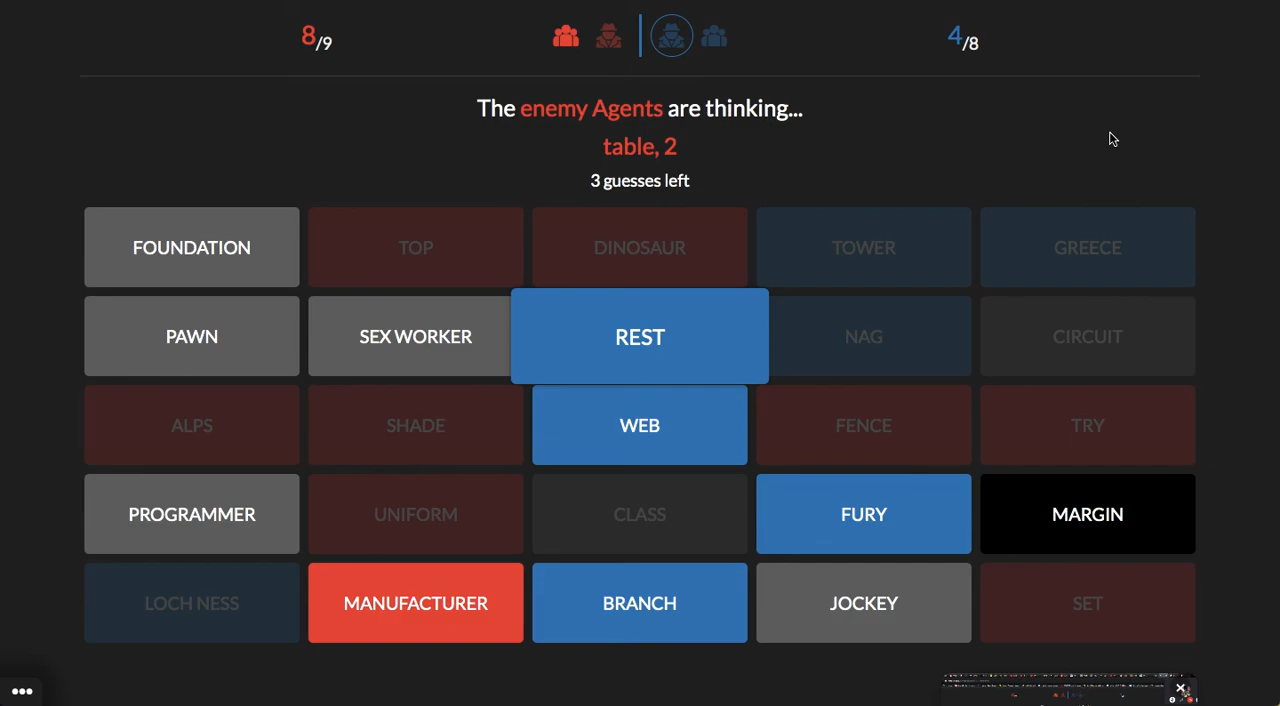 8/9 4/8
The enemy Agents are thinking...
table, 2
3 guesses left
FOUNDATION TOP DINOSAUR TOWER GREECE
PAWN SEX WORKER REST NAG CIRCUIT
ALPS SHADE WEB FENCE TRY
PROGRAMMER UNIFORM CLASS FURY MARGIN
LOCH NESS MANUFACTURER BRANCH JOCKEY SET